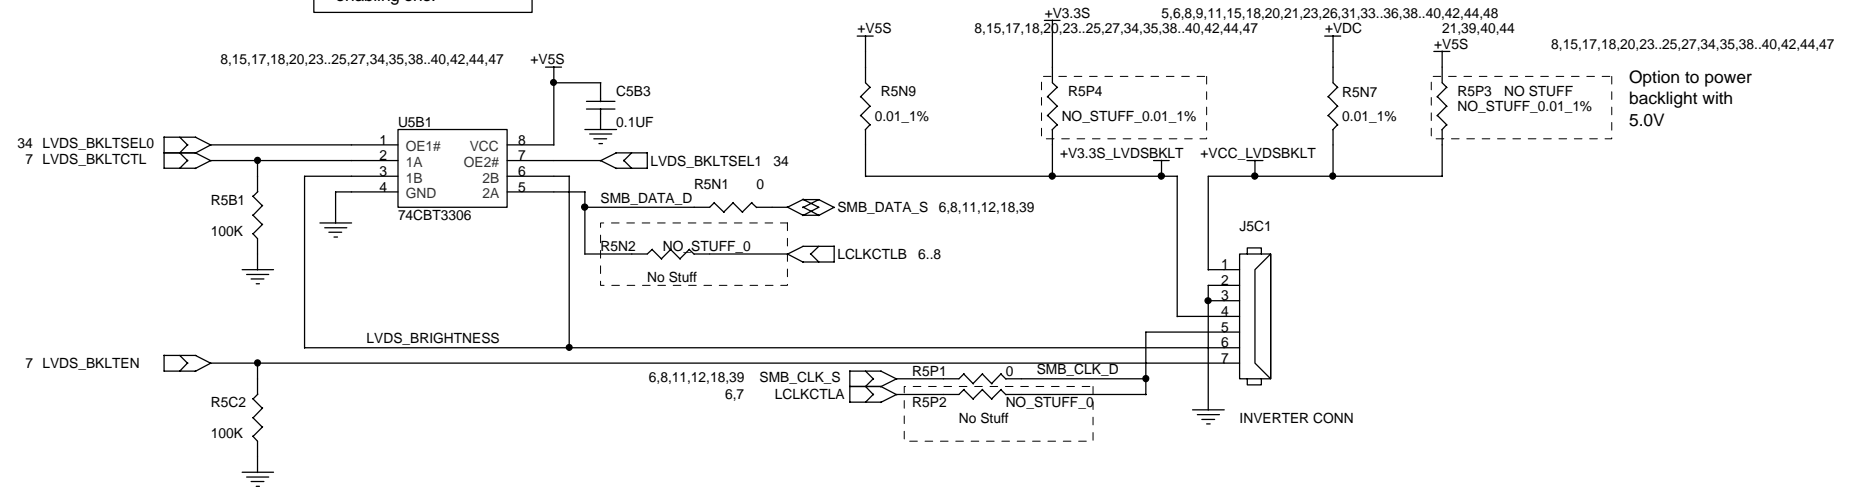 enabling one.
+V5S
+V3.3S
8,15,17,18,20,23..25,27,34,35,38..40,42,44,47
5,6,8,9,11,15,18,20,21,23,26,31,33..36,38..40,42,44,48
+VDC
21,39,40,44
+V5S
8,15,17,18,20,23..25,27,34,35,38..40,42,44,47
8,15,17,18,20,23..25,27,34,35,38..40,42,44,47
+V5S
C5B3
0.1UF
R5N9
0.01_1%
R5P4
NO_STUFF_0.01_1%
R5N7
0.01_1%
R5P3 NO STUFF
NO_STUFF_0.01_1%
Option to power
backlight with
5.0V
34 LVDS_BKLTSEL0
7 LVDS_BKLTCTL
U5B1
1 OE1# VCC 8
2 1A OE2# 7
3 1B 2B 6
4 GND 2A 5
74CBT3306
LVDS_BKLTSEL1 34
+V3.3S_LVDSBKLT
+VCC_LVDSBKLT
R5B1
100K
R5N1 0
SMB_DATA_D
SMB_DATA_S 6,8,11,12,18,39
R5N2 NO_STUFF_0
LCLKCTLB 6..8
No Stuff
J5C1
1
2
3
4
5
6
7
LVDS_BRIGHTNESS
7 LVDS_BKLTEN
6,8,11,12,18,39 SMB_CLK_S
R5P1 0 SMB_CLK_D
6,7 LCLKCTLA
R5P2 NO_STUFF_0
No Stuff
R5C2
100K
INVERTER CONN